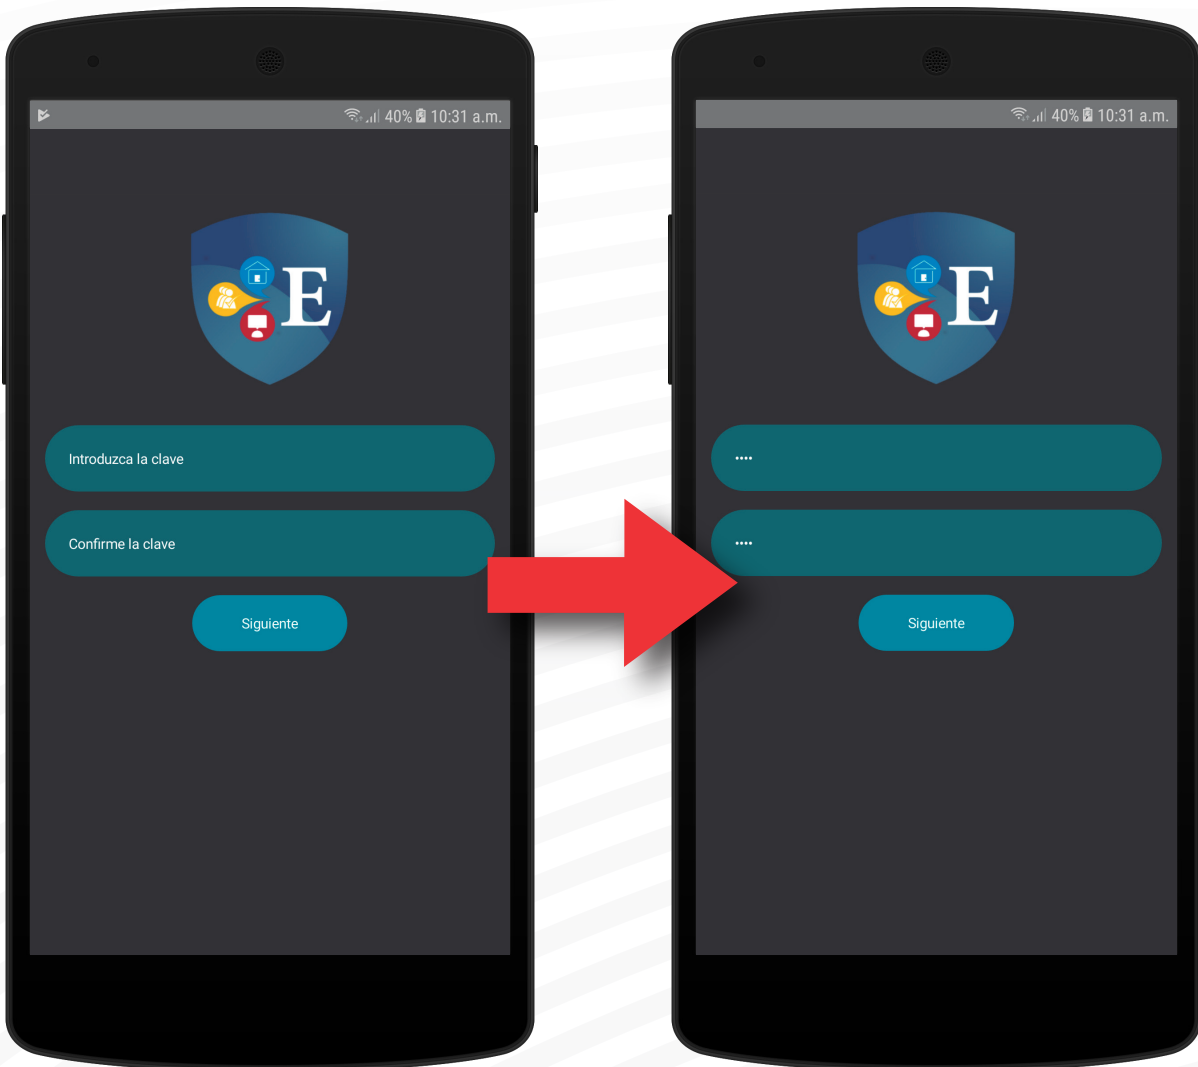 40% 10:31 a.m.
E
Introduzca la clave
Confirme la clave
Siguiente
40% 10:31 a.m.
E
••••
••••
Siguiente